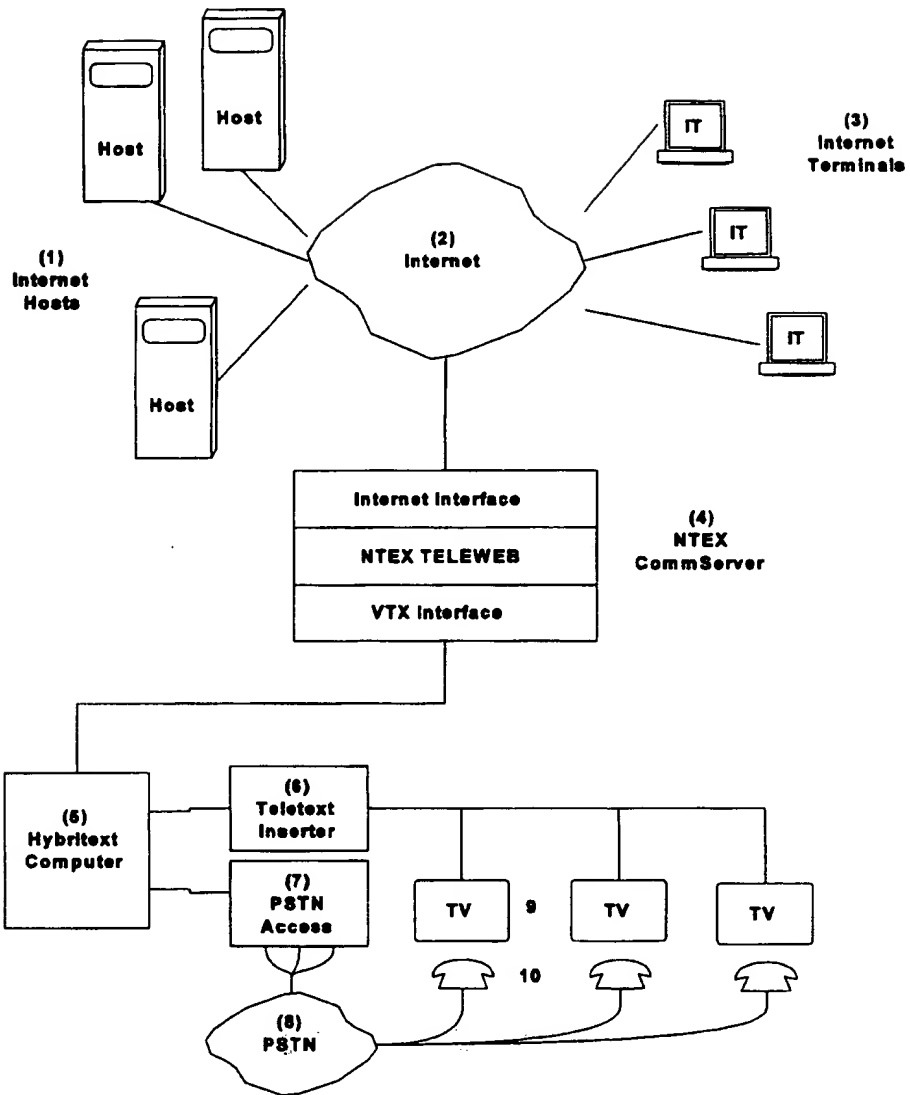 Host
Host
IT
(3)
Internet
Terminals
(2)
Internet
IT
(1)
Internet
Hosts
IT
Host
Internet Interface
NTEX TELEWEB
VTX Interface
(4)
NTEX
CommServer
(5)
Hybritext
Computer
(6)
Teletext
Inserter
(7)
PSTN
Access
TV
9
TV
TV
10
(8)
PSTN